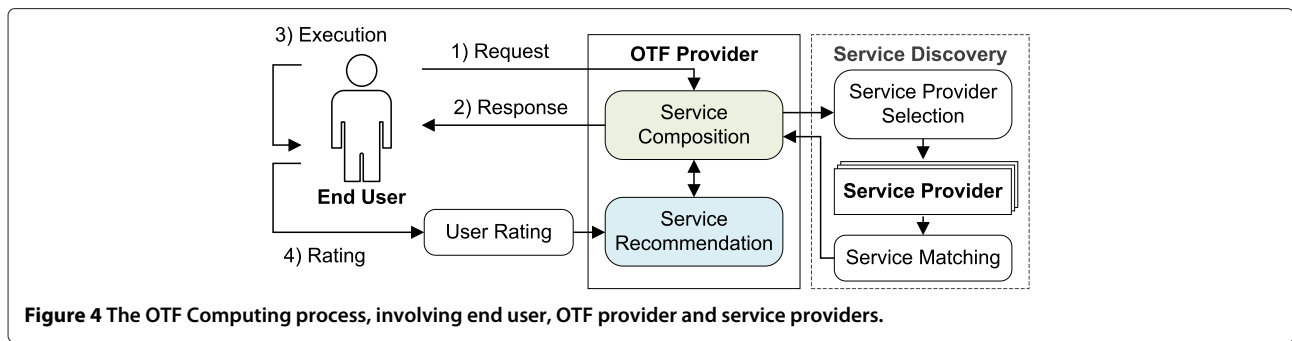 3) Execution
1) Request
2) Response
End User
4) Rating
User Rating
OTF Provider
Service
Composition
Service
Recommendation
Service Discovery
Service Provider
Selection
Service Provider
Service Matching
Figure 4 The OTF Computing process, involving end user, OTF provider and service providers.